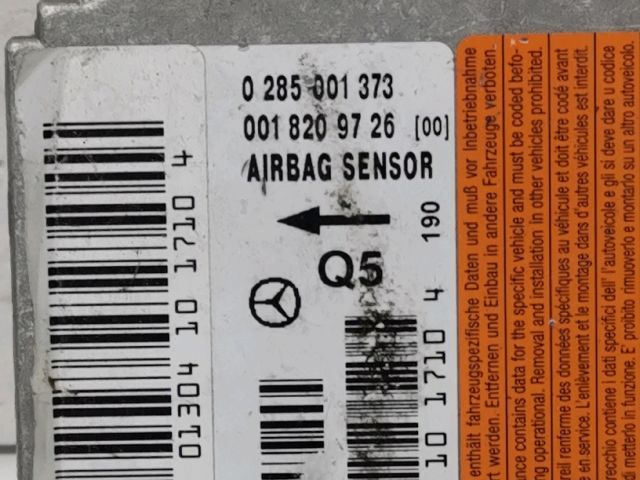 0 285 001 373
001 820 97 26 [00]
AIRBAG SENSOR
190
Q5
01304 10 1710 4
10 1710 4
enthält fahrzeugspezifische Daten und muß vor Inbetriebnahme
rt werden. Entfernen und Einbau in andere Fahrzeuge verboten.
nce contains data for the specific vehicle and must be coded befo-
ng operational. Removal and installation in other vehicles prohibited.
reil renferme des données spécifiques au véhicule et doit être codé avant
e en service. L'enlèvement et le montage dans d'autres véhicules est interdit.
recchio contiene i dati specifici dell' l'autoveicole e gli si deve dare u codice
di metterlo in funzione. E' proibito rimuoverlo e montarlo su un altro autoveicolo.